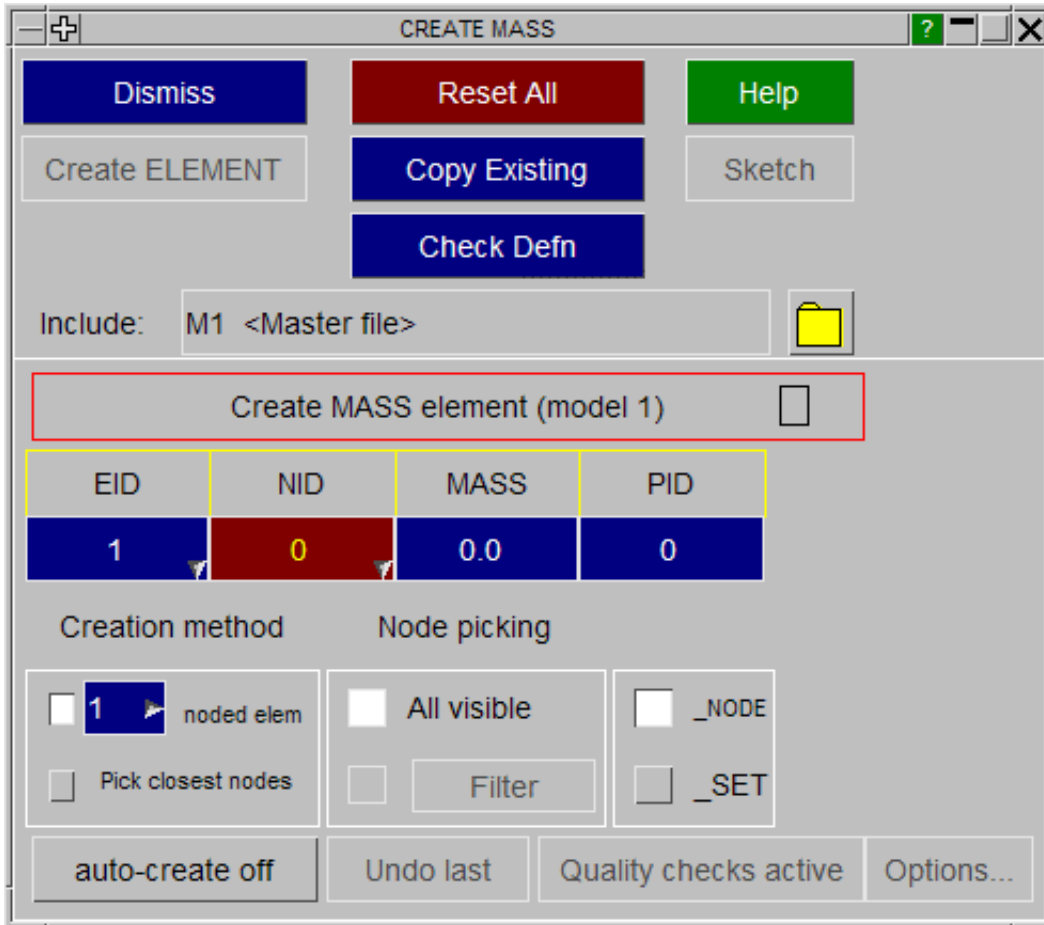 CREATE MASS ?
Dismiss Reset All Help
Create ELEMENT Copy Existing Sketch
Check Defn
Include: M1 <Master file>
Create MASS element (model 1)
EID NID MASS PID
1 0 0.0 0
Creation method Node picking
1 noded elem All visible _NODE
Pick closest nodes Filter _SET
auto-create off Undo last Quality checks active Options...